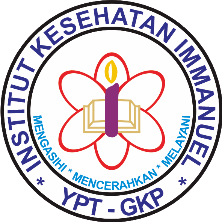 INSTITUT KESEHATAN IMMANUEL
MENGASIHI * MENCERAHKAN * MELAYANI
* YPT - GKP *